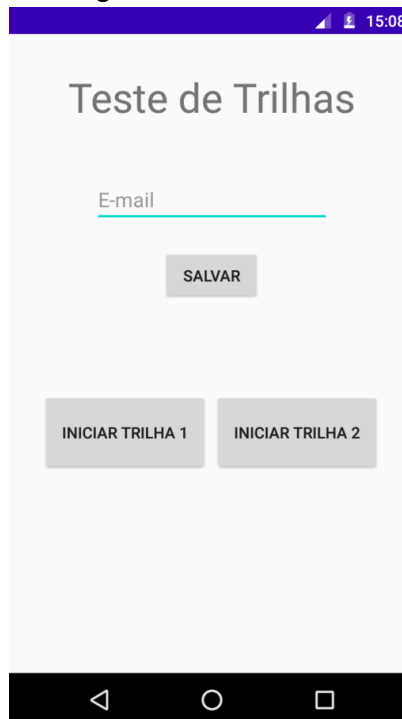 15:08
Teste de Trilhas
E-mail
SALVAR
INICIAR TRILHA 1
INICIAR TRILHA 2